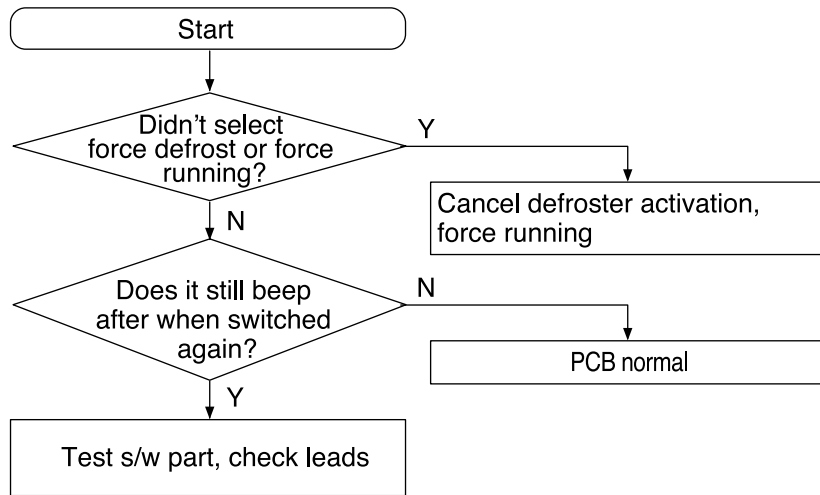 Start
Didn't select
force defrost or force
running?
Y
Cancel defroster activation,
force running
N
Does it still beep
after when switched
again?
N
PCB normal
Y
Test s/w part, check leads